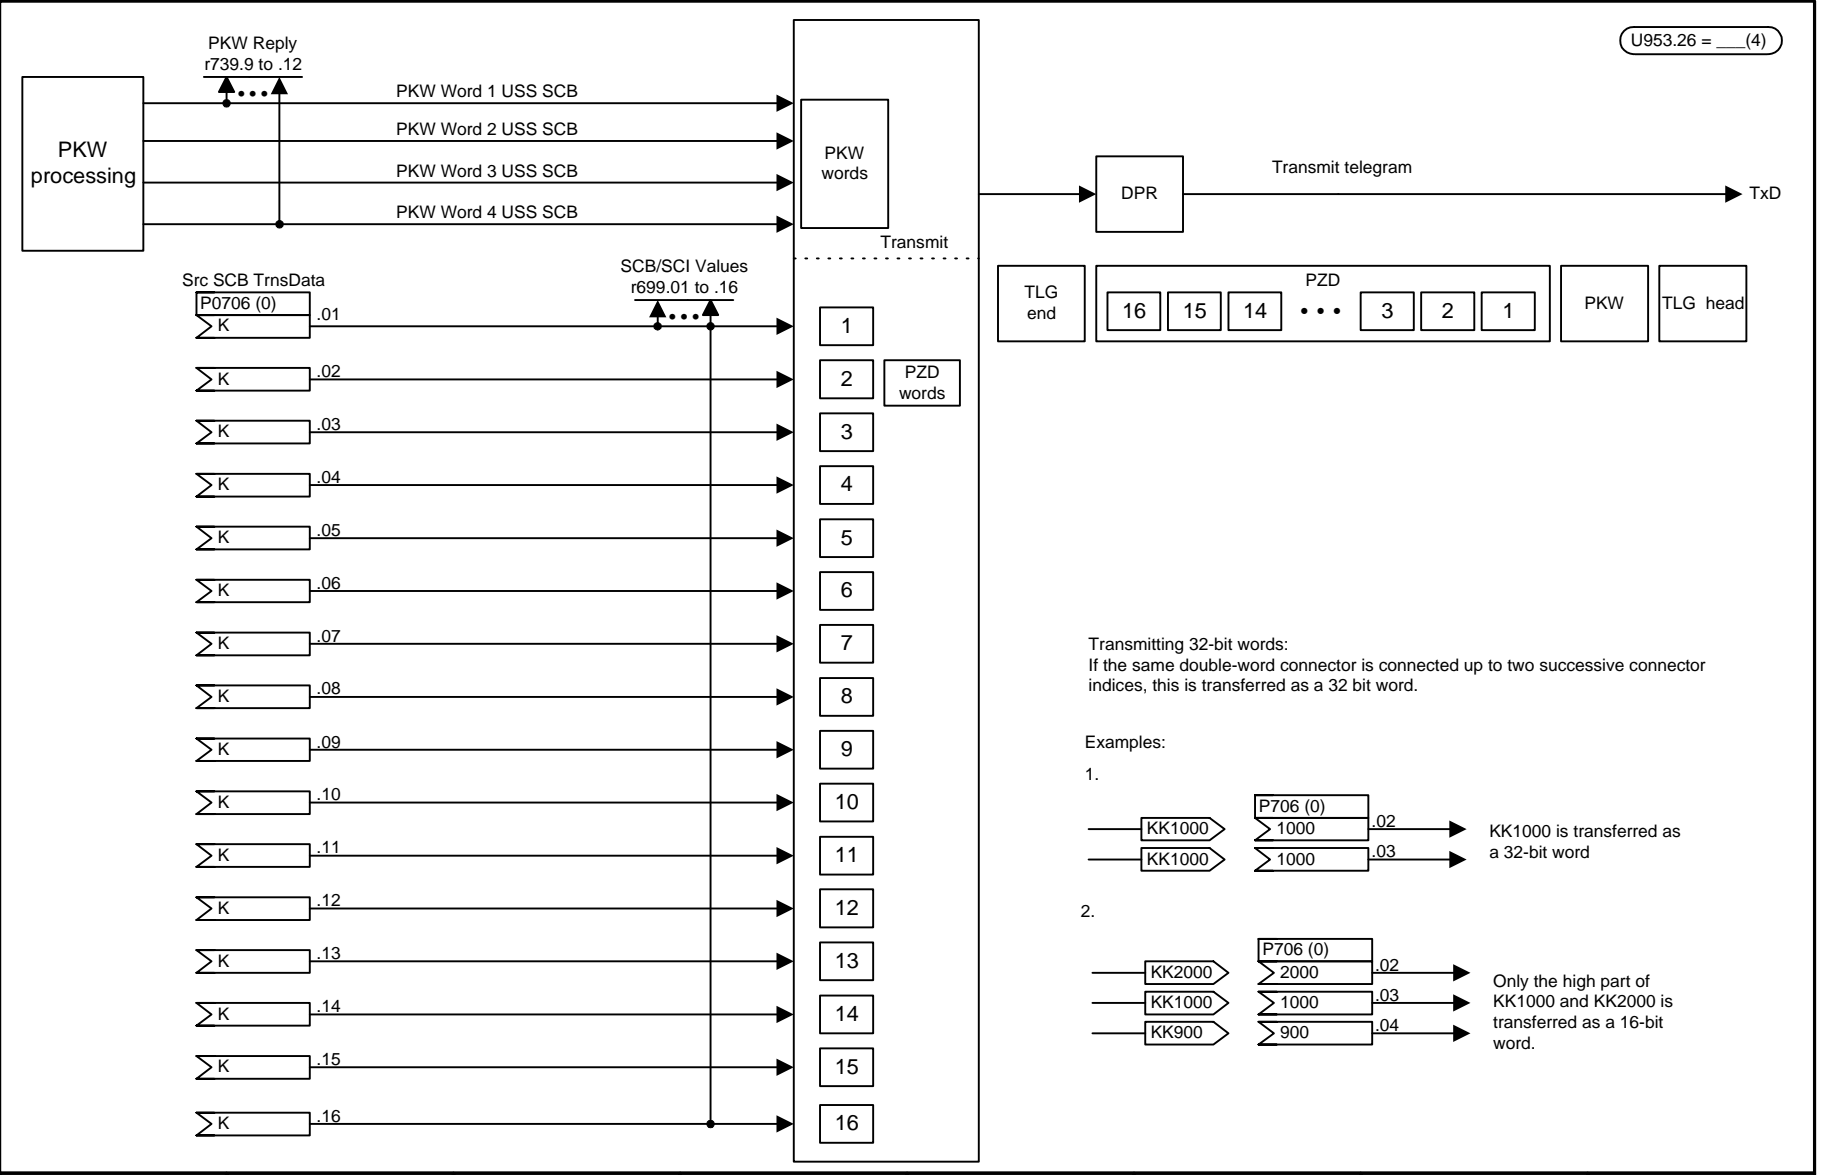 U953.26 = ___(4)
PKW Reply
r739.9 to .12
PKW
processing
PKW Word 1 USS SCB
PKW Word 2 USS SCB
PKW Word 3 USS SCB
PKW Word 4 USS SCB
PKW
words
Transmit
DPR
Transmit telegram
TxD
Src SCB TrnsData
P0706 (0)
SCB/SCI Values
r699.01 to .16
K .01 1
K .02 2
PZD
words
K .03 3
K .04 4
K .05 5
K .06 6
K .07 7
K .08 8
K .09 9
K .10 10
K .11 11
K .12 12
K .13 13
K .14 14
K .15 15
K .16 16
TLG
end
PZD
16 15 14 • • • 3 2 1
PKW
TLG head
Transmitting 32-bit words:
If the same double-word connector is connected up to two successive connector
indices, this is transferred as a 32 bit word.
Examples:
1.
P706 (0)
KK1000 1000 .02
KK1000 1000 .03
KK1000 is transferred as
a 32-bit word
2.
P706 (0)
KK2000 2000 .02
KK1000 1000 .03
KK900 900 .04
Only the high part of
KK1000 and KK2000 is
transferred as a 16-bit
word.